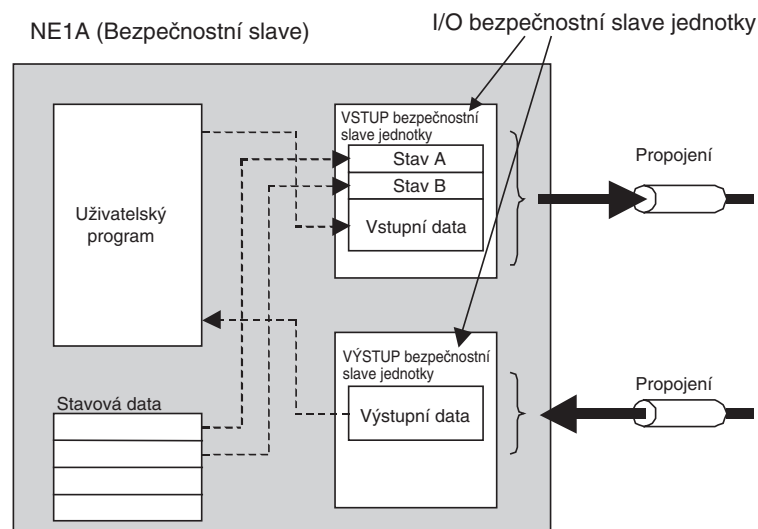 I/O bezpečnostní slave jednotky
NE1A (Bezpečnostní slave)
VSTUP bezpečnostní
slave jednotky
Stav A
Stav B
Vstupní data
Uživatelský
program
Propojení
VÝSTUP bezpečnostní
slave jednotky
Výstupní data
Propojení
Stavová data